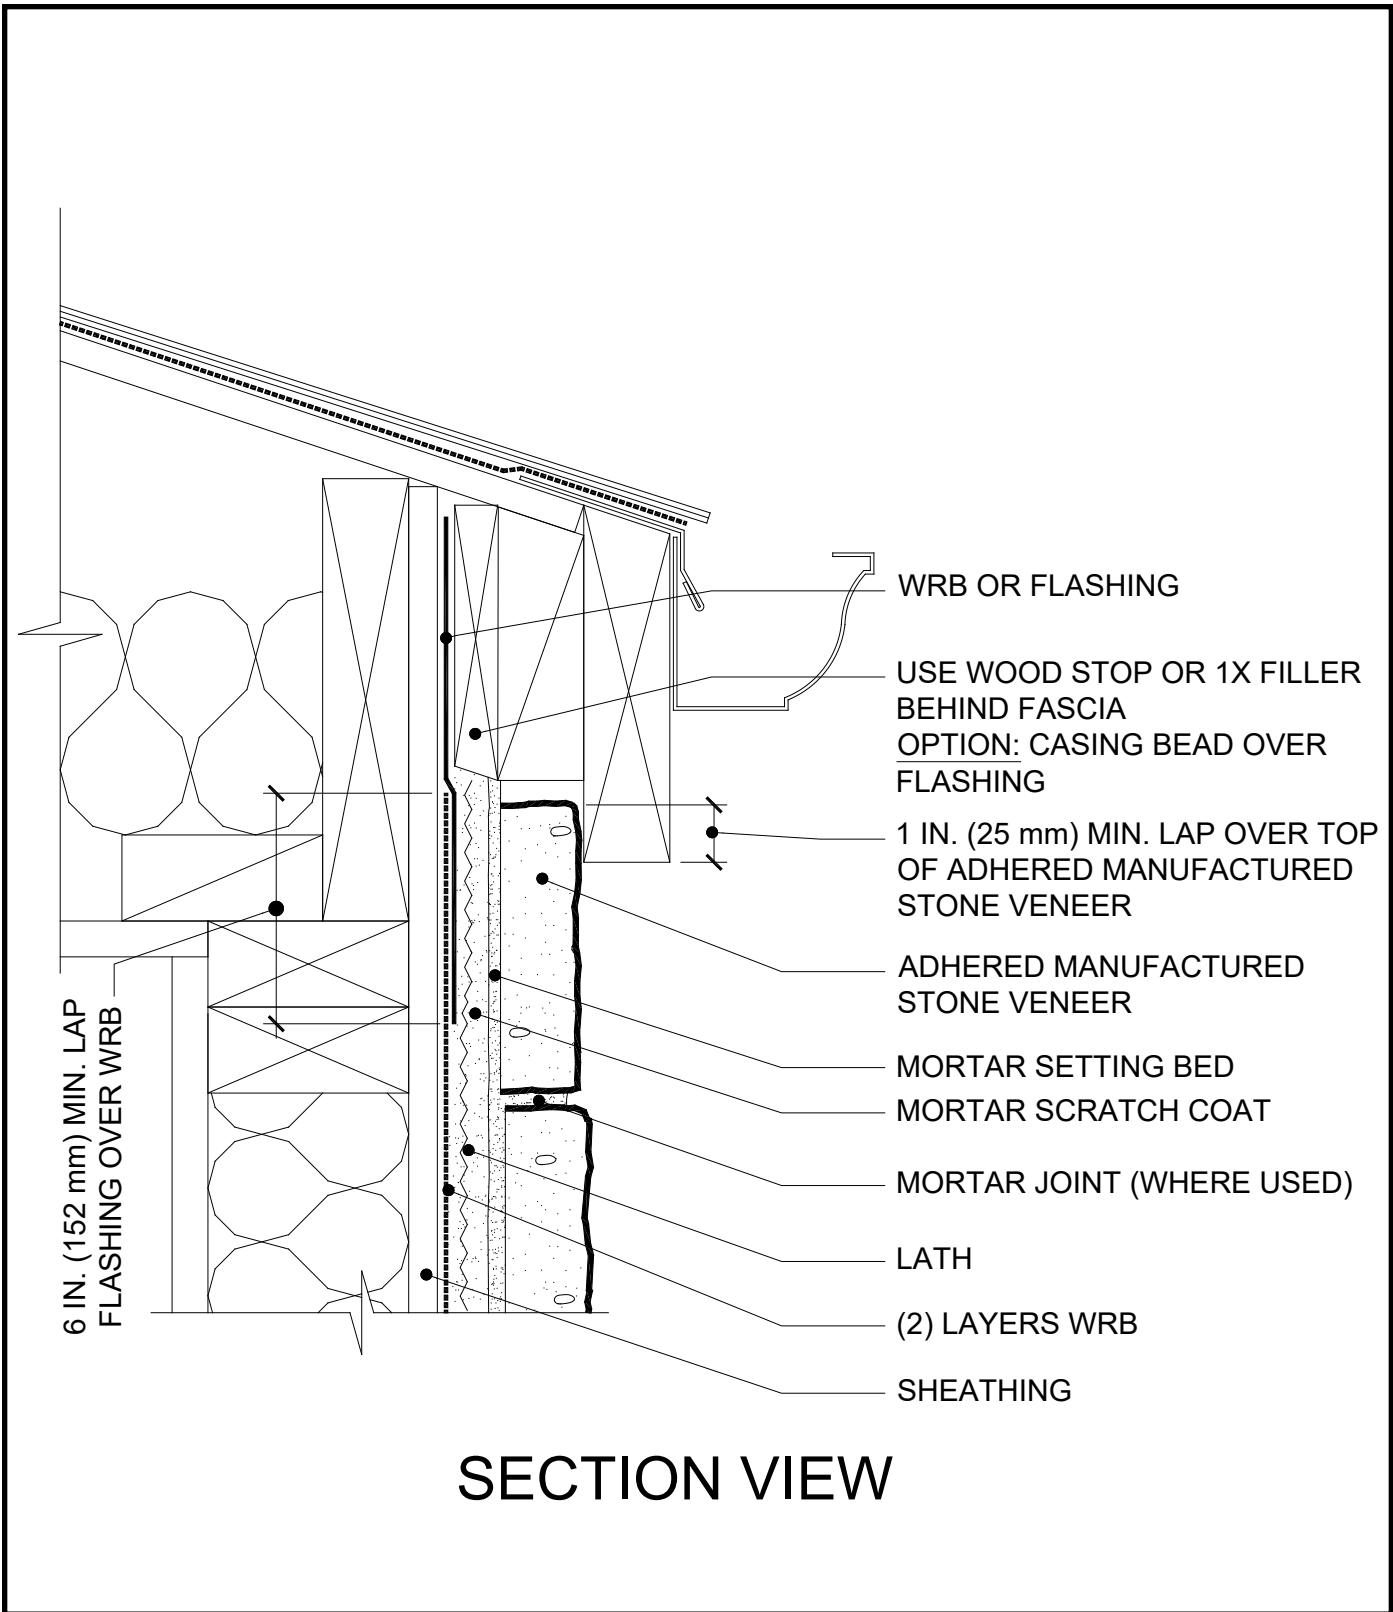 WRB OR FLASHING
USE WOOD STOP OR 1X FILLER
BEHIND FASCIA
OPTION: CASING BEAD OVER
FLASHING
1 IN. (25 mm) MIN. LAP OVER TOP
OF ADHERED MANUFACTURED
STONE VENEER
ADHERED MANUFACTURED
STONE VENEER
MORTAR SETTING BED
MORTAR SCRATCH COAT
MORTAR JOINT (WHERE USED)
LATH
(2) LAYERS WRB
SHEATHING
6 IN. (152 mm) MIN. LAP
FLASHING OVER WRB
SECTION VIEW